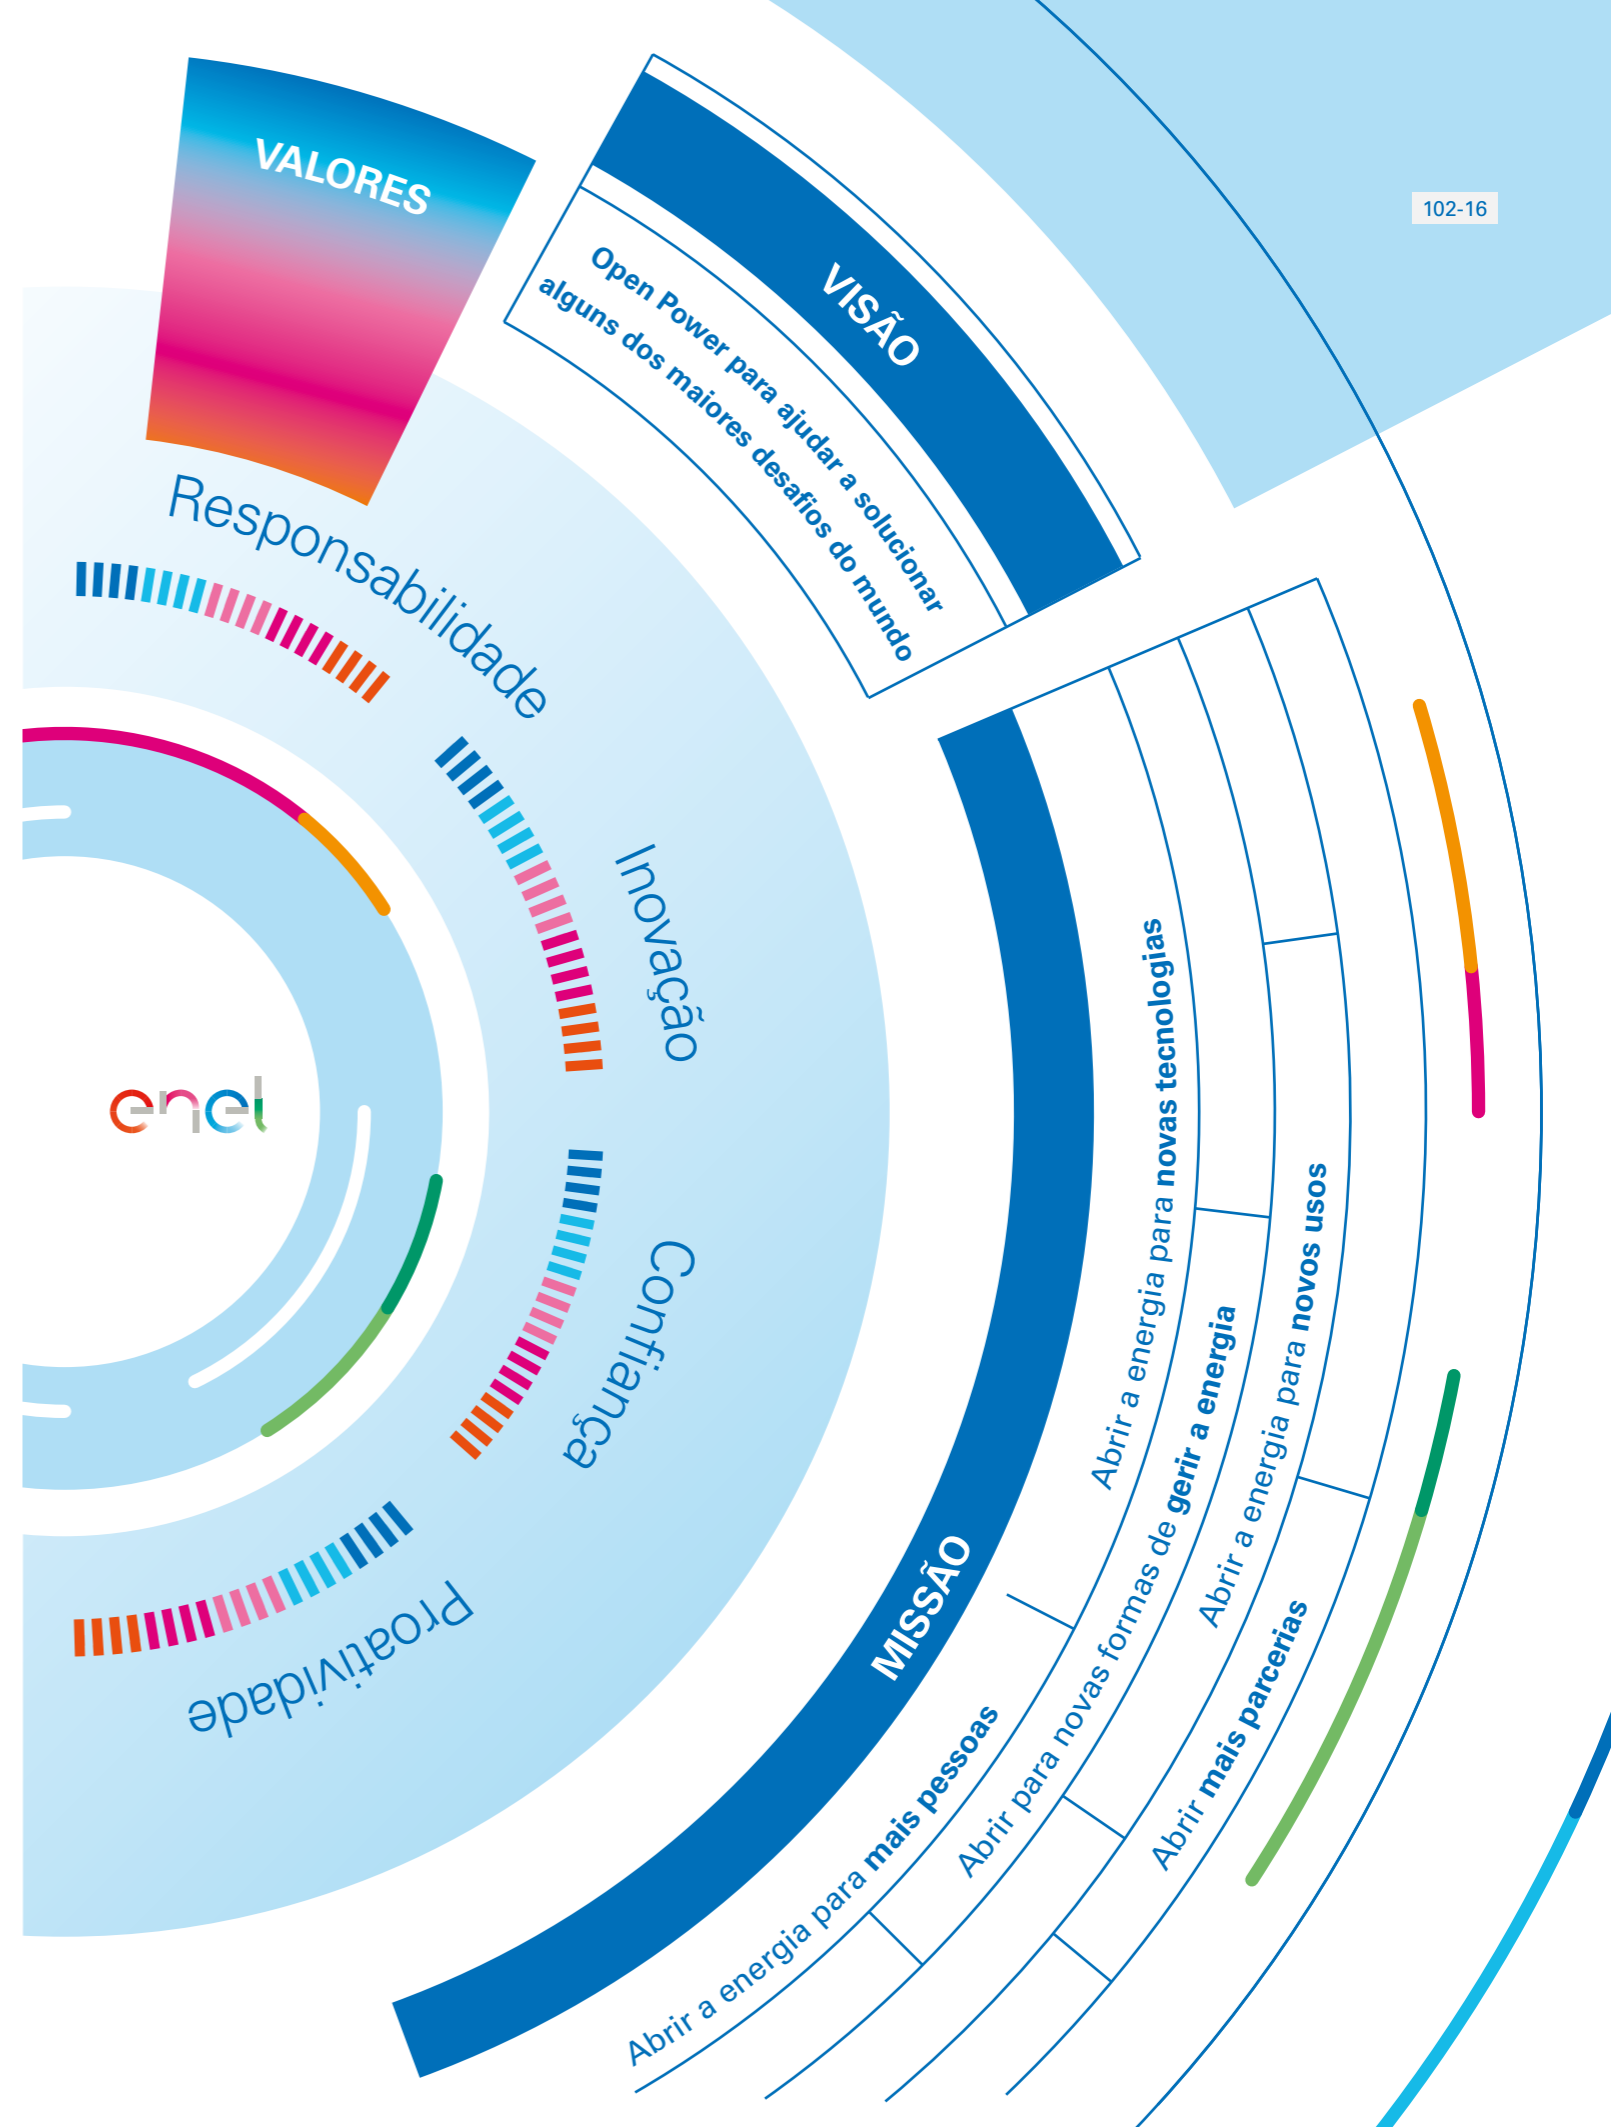 VALORES
102-16
VISÃO
Open Power para ajudar a solucionar
alguns dos maiores desafios do mundo
Responsabilidade
Inovação
Confiança
Proatividade
enel
MISSÃO
Abrir a energia para mais pessoas
Abrir a energia para novas tecnologias
Abrir para novas formas de gerir a energia
Abrir a energia para novos usos
Abrir mais parcerias